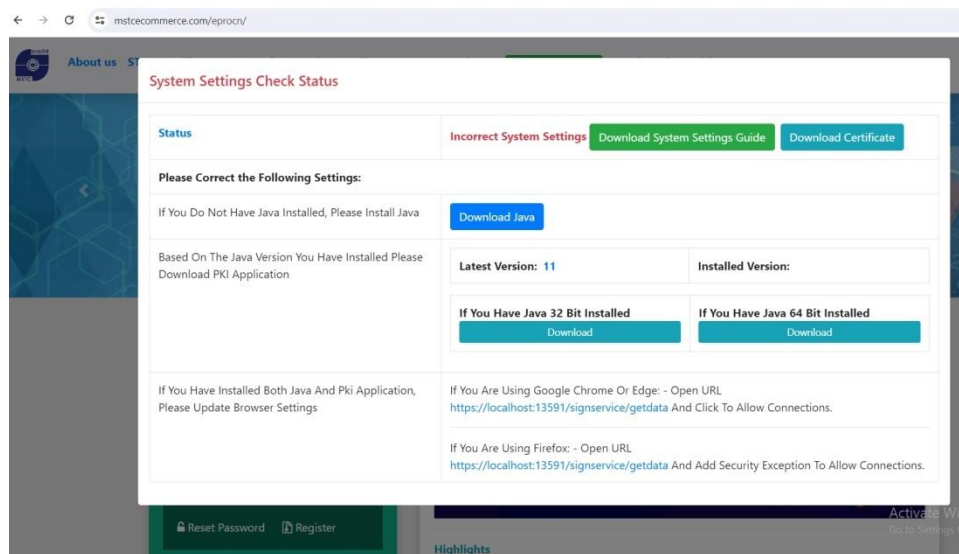 mstcecommerce.com/eprocn/
About us
System Settings Check Status
Status
Incorrect System Settings Download System Settings Guide Download Certificate
Please Correct the Following Settings:
If You Do Not Have Java Installed, Please Install Java
Download Java
Based On The Java Version You Have Installed Please
Download PKI Application
Latest Version: 11
Installed Version:
If You Have Java 32 Bit Installed
Download
If You Have Java 64 Bit Installed
Download
If You Have Installed Both Java And Pki Application,
Please Update Browser Settings
If You Are Using Google Chrome Or Edge: - Open URL
https://localhost:13591/signservice/getdata And Click To Allow Connections.
If You Are Using Firefox: - Open URL
https://localhost:13591/signservice/getdata And Add Security Exception To Allow Connections.
Reset Password Register
Highlights
Activate
Go to Settings